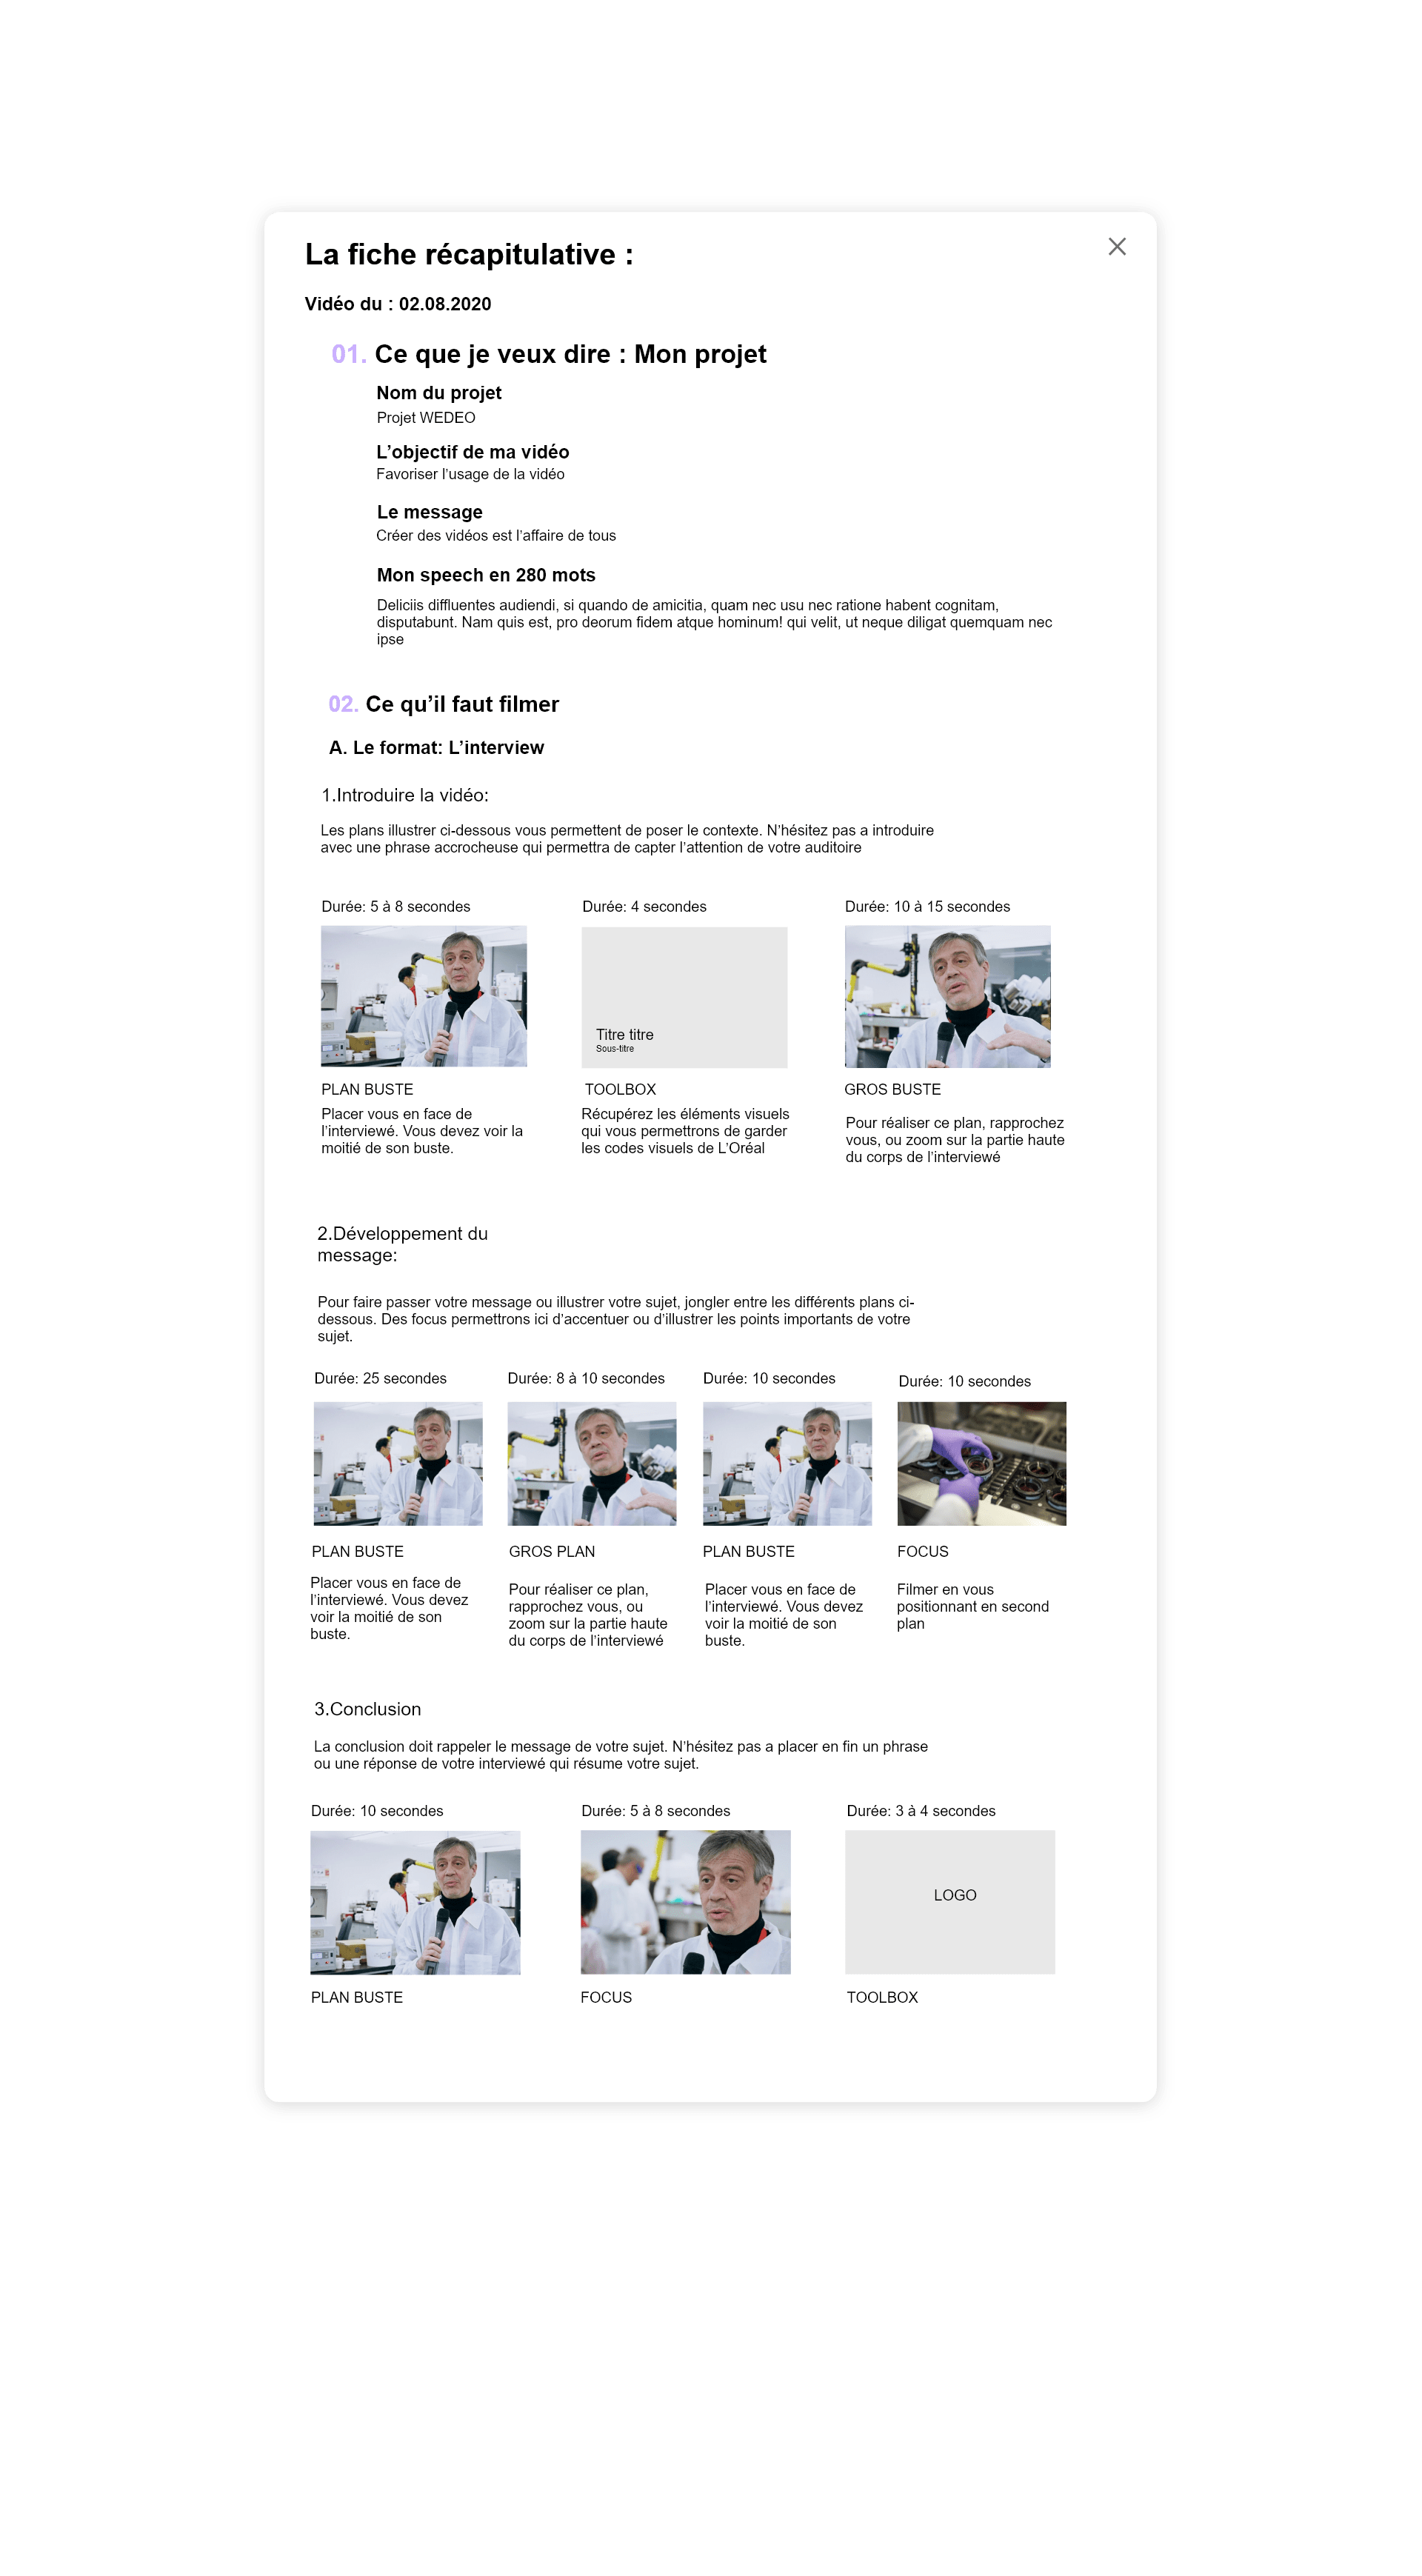 La fiche récapitulative :
Vidéo du : 02.08.2020
01. Ce que je veux dire : Mon projet
Nom du projet
Projet WEDEO
L’objectif de ma vidéo
Favoriser l’usage de la vidéo
Le message
Créer des vidéos est l’affaire de tous
Mon speech en 280 mots
Deliciis diffluentes audiendi, si quando de amicitia, quam nec usu nec ratione habent cognitam,
disputabunt. Nam quis est, pro deorum fidem atque hominum! qui velit, ut neque diligat quemquam nec
ipse
02. Ce qu’il faut filmer
A. Le format: L’interview
1.Introduire la vidéo:
Les plans illustrer ci-dessous vous permettent de poser le contexte. N’hésitez pas a introduire
avec une phrase accrocheuse qui permettra de capter l’attention de votre auditoire
Durée: 5 à 8 secondes
PLAN BUSTE
Placer vous en face de
l’interviewé. Vous devez voir la
moitié de son buste.
Durée: 4 secondes
Titre titre
Sous-titre
TOOLBOX
Récupérez les éléments visuels
qui vous permettrons de garder
les codes visuels de L’Oréal
Durée: 10 à 15 secondes
GROS BUSTE
Pour réaliser ce plan, rapprochez
vous, ou zoom sur la partie haute
du corps de l’interviewé
2.Développement du
message:
Pour faire passer votre message ou illustrer votre sujet, jongler entre les différents plans ci-
dessous. Des focus permettrons ici d’accentuer ou d’illustrer les points importants de votre
sujet.
Durée: 25 secondes
PLAN BUSTE
Placer vous en face de
l’interviewé. Vous devez
voir la moitié de son
buste.
Durée: 8 à 10 secondes
GROS PLAN
Pour réaliser ce plan,
rapprochez vous, ou
zoom sur la partie haute
du corps de l’interviewé
Durée: 10 secondes
PLAN BUSTE
Placer vous en face de
l’interviewé. Vous devez
voir la moitié de son
buste.
Durée: 10 secondes
FOCUS
Filmer en vous
positionnant en second
plan
3.Conclusion
La conclusion doit rappeler le message de votre sujet. N’hésitez pas a placer en fin un phrase
ou une réponse de votre interviewé qui résume votre sujet.
Durée: 10 secondes
PLAN BUSTE
Durée: 5 à 8 secondes
FOCUS
Durée: 3 à 4 secondes
LOGO
TOOLBOX